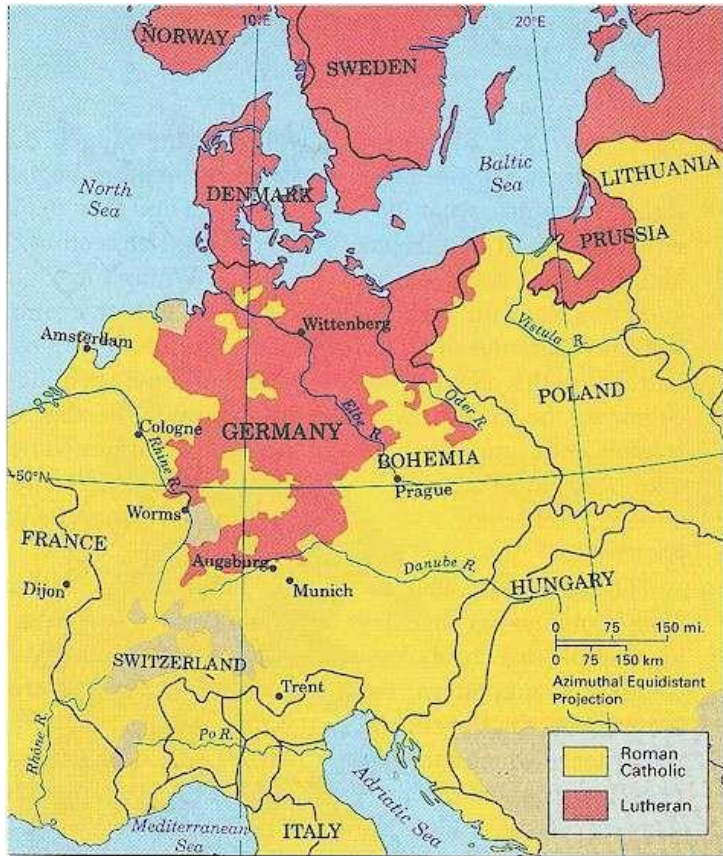 10°E
20°E
NORWAY
SWEDEN
North
Sea
DENMARK
Baltic
Sea
LITHUANIA
PRUSSIA
Amsterdam
Wittenberg
Vistula R.
POLAND
Cologne
GERMANY
Elbe R.
Oder R.
Rhine R.
BOHEMIA
50°N
Prague
Worms
FRANCE
Augsburg
Danube R.
Dijon
Munich
HUNGARY
0 75 150 mi.
0 75 150 km
Azimuthal Equidistant
Projection
SWITZERLAND
Trent
Rhône R.
Po R.
Adriatic Sea
Mediterranean
Sea
ITALY
Roman
Catholic
Lutheran